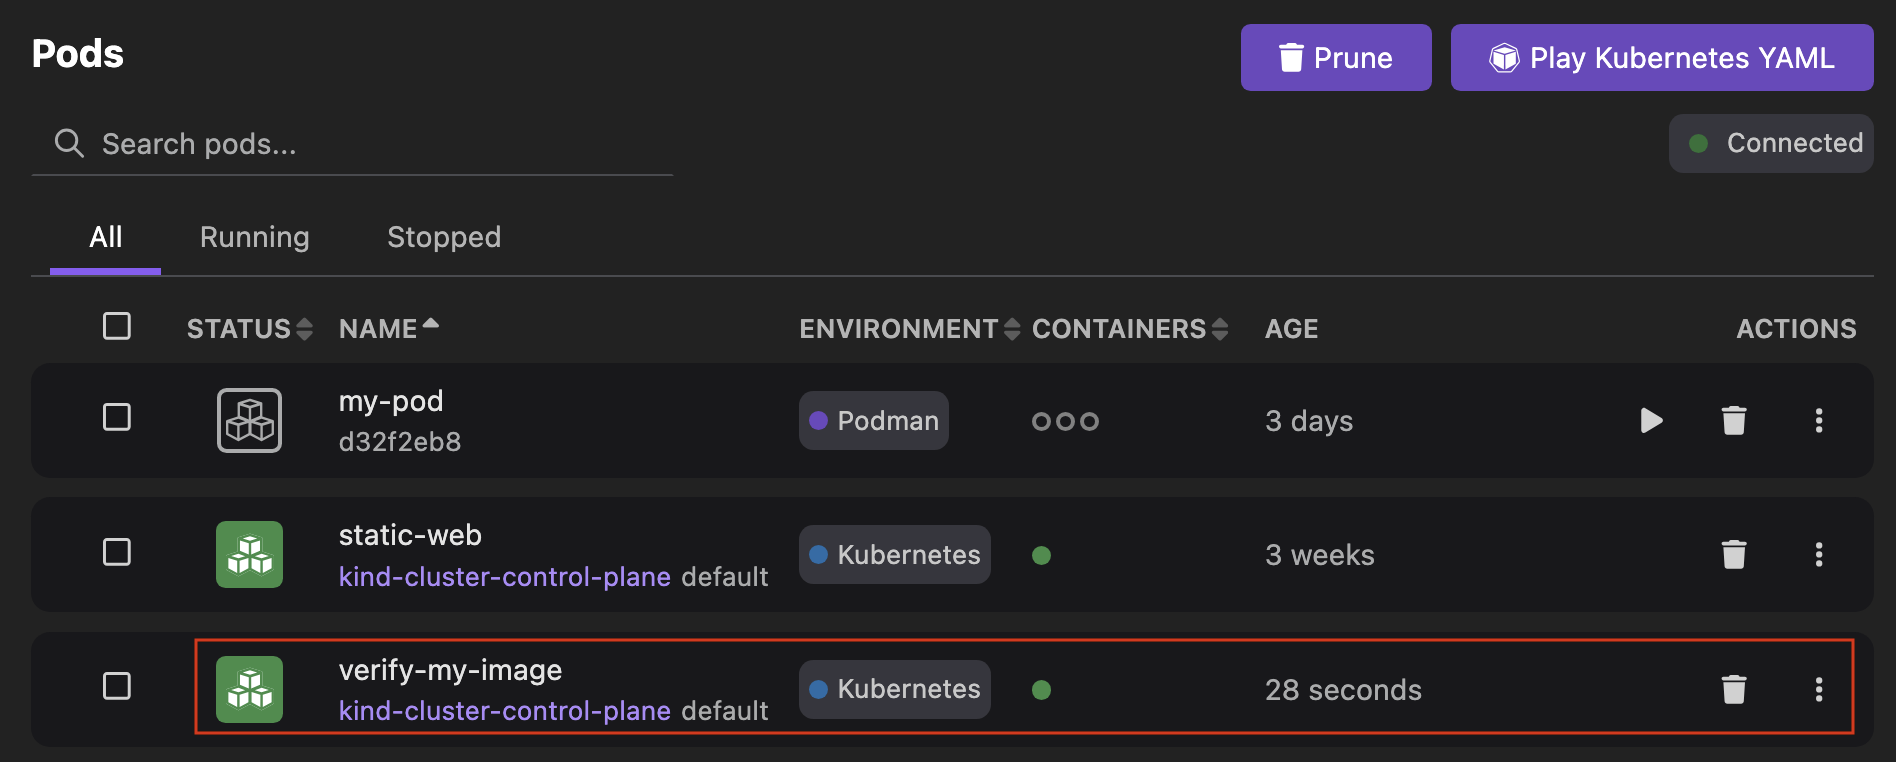 Pods
Prune
Play Kubernetes YAML
Search pods...
Connected
All Running Stopped
STATUS NAME ENVIRONMENT CONTAINERS AGE ACTIONS
my-pod
d32f2eb8
Podman
3 days
static-web
kind-cluster-control-plane default
Kubernetes
3 weeks
verify-my-image
kind-cluster-control-plane default
Kubernetes
28 seconds